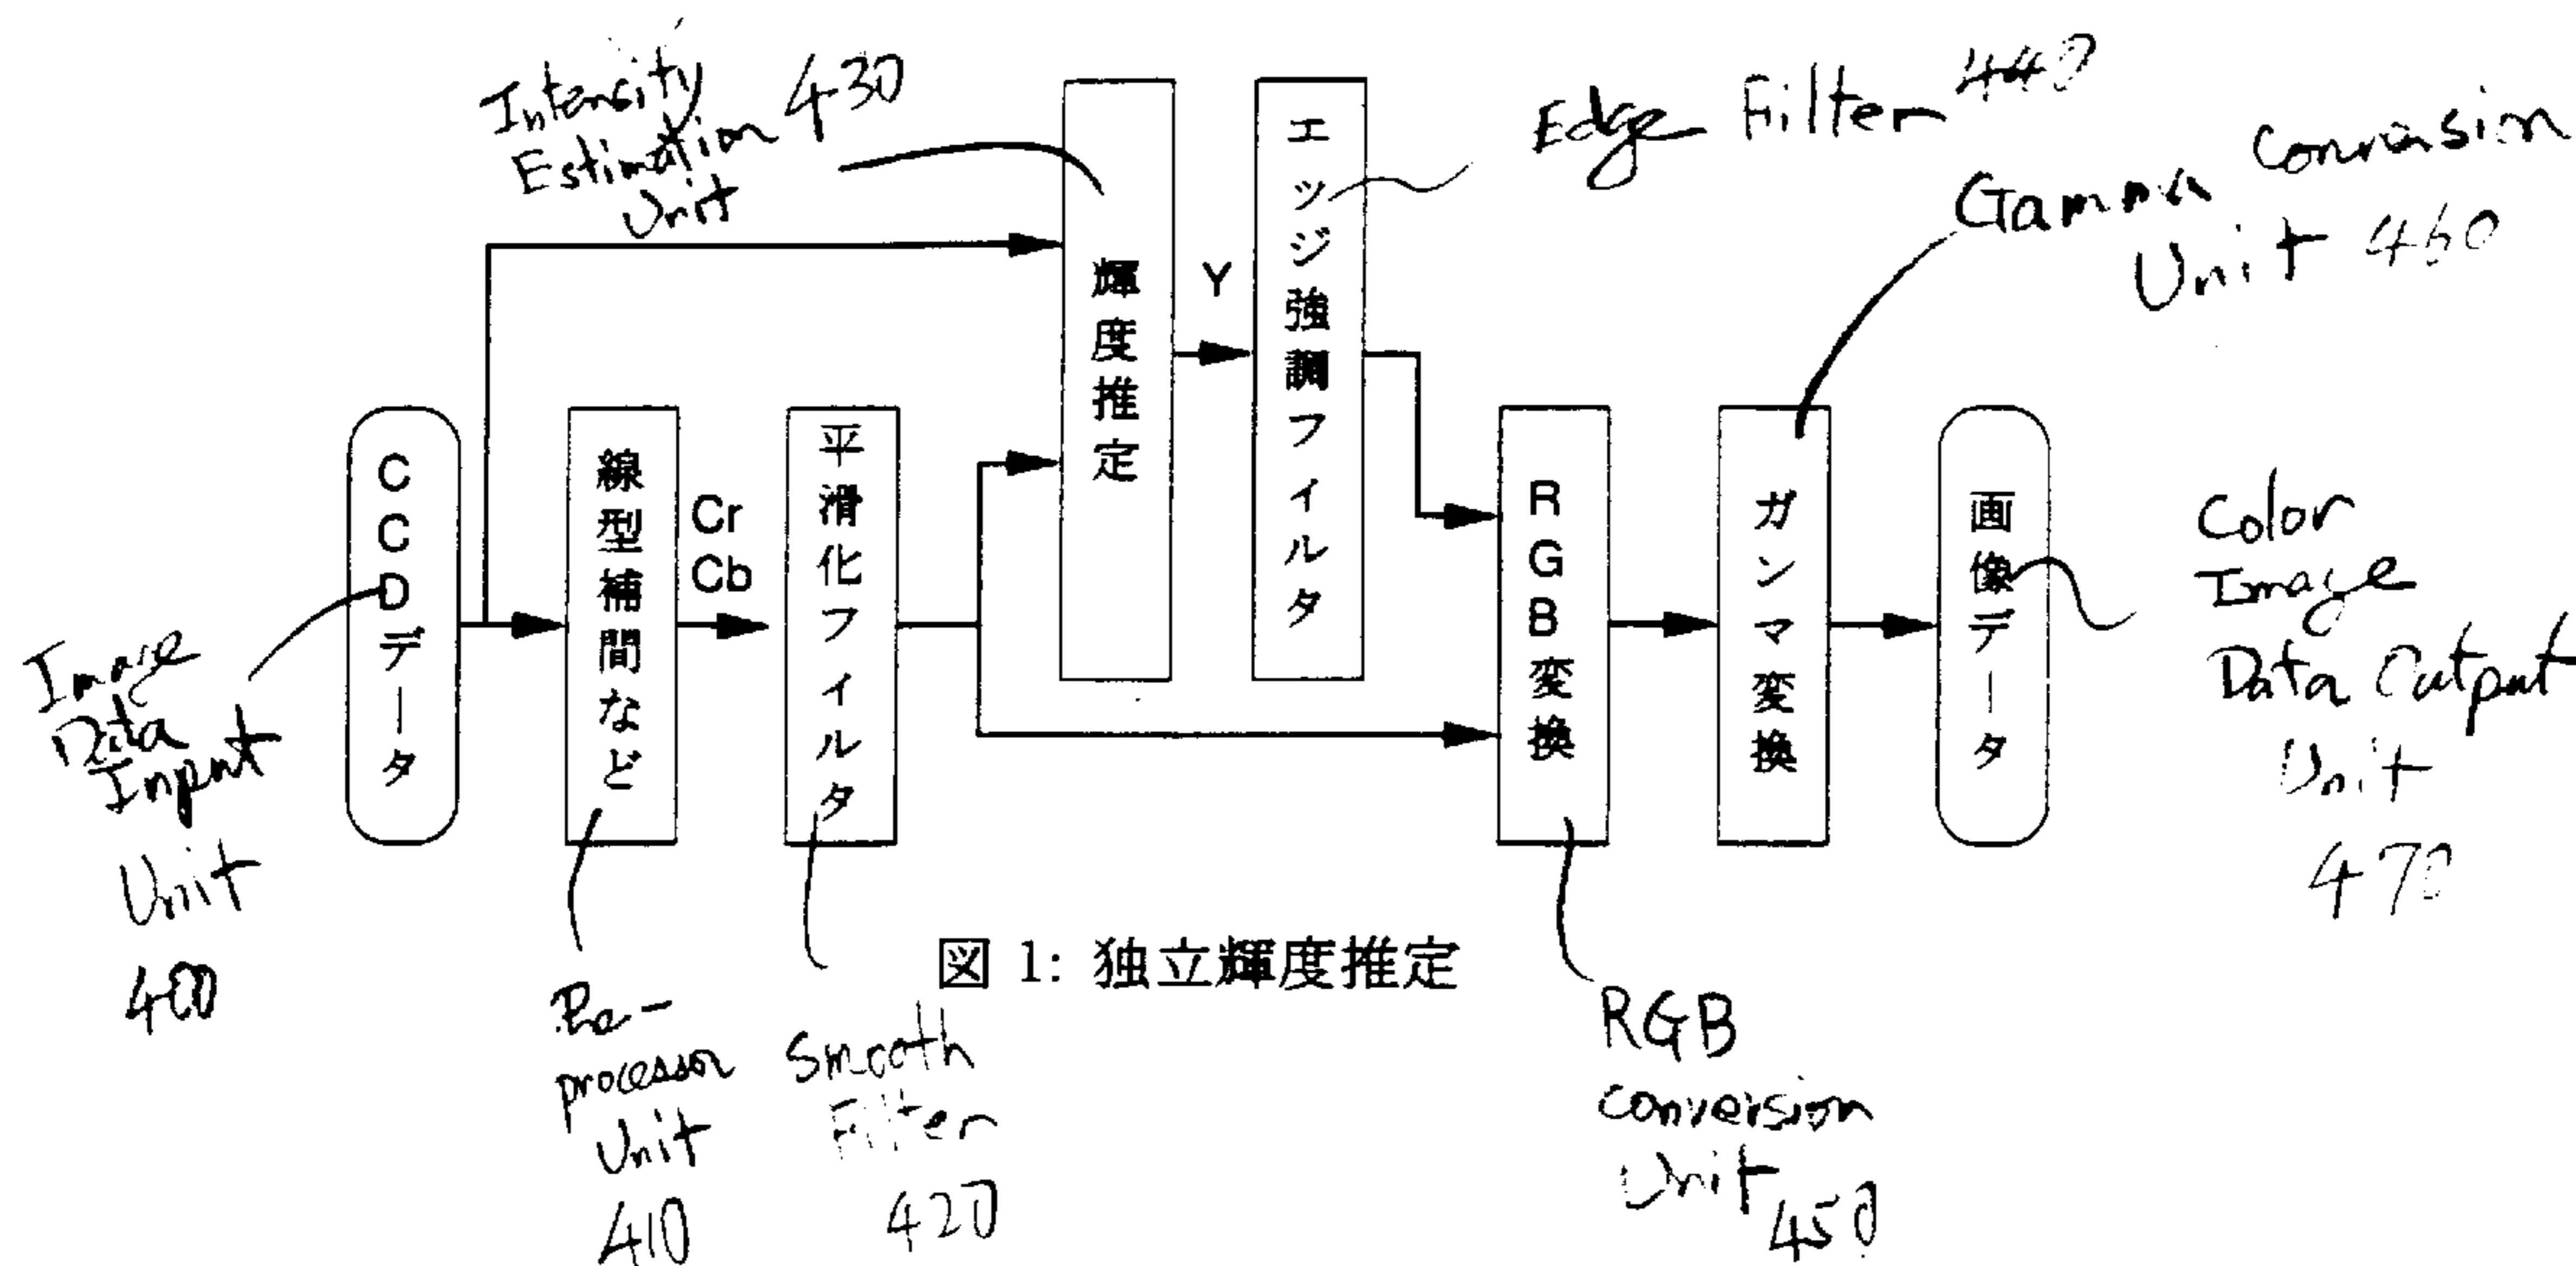 Intensity
Estimation 430
Unit
Edge Filter 440
Gamma
Unit 460
輝度推定
Y
エッジ強調フィルタ
CCDデータ
線型補間など
Cr
Cb
平滑化フィルタ
RGB変換
ガンマ変換
画像データ
Image
Data
Input
Unit
400
Color
Image
Data Output
Unit
470
図 1: 独立輝度推定
processor
Unit
410
Smooth
Filter
420
RGB
conversion
Unit
450